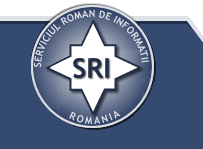 SERVICIUL ROMAN DE INFORMATII
SRI
ROMANIA